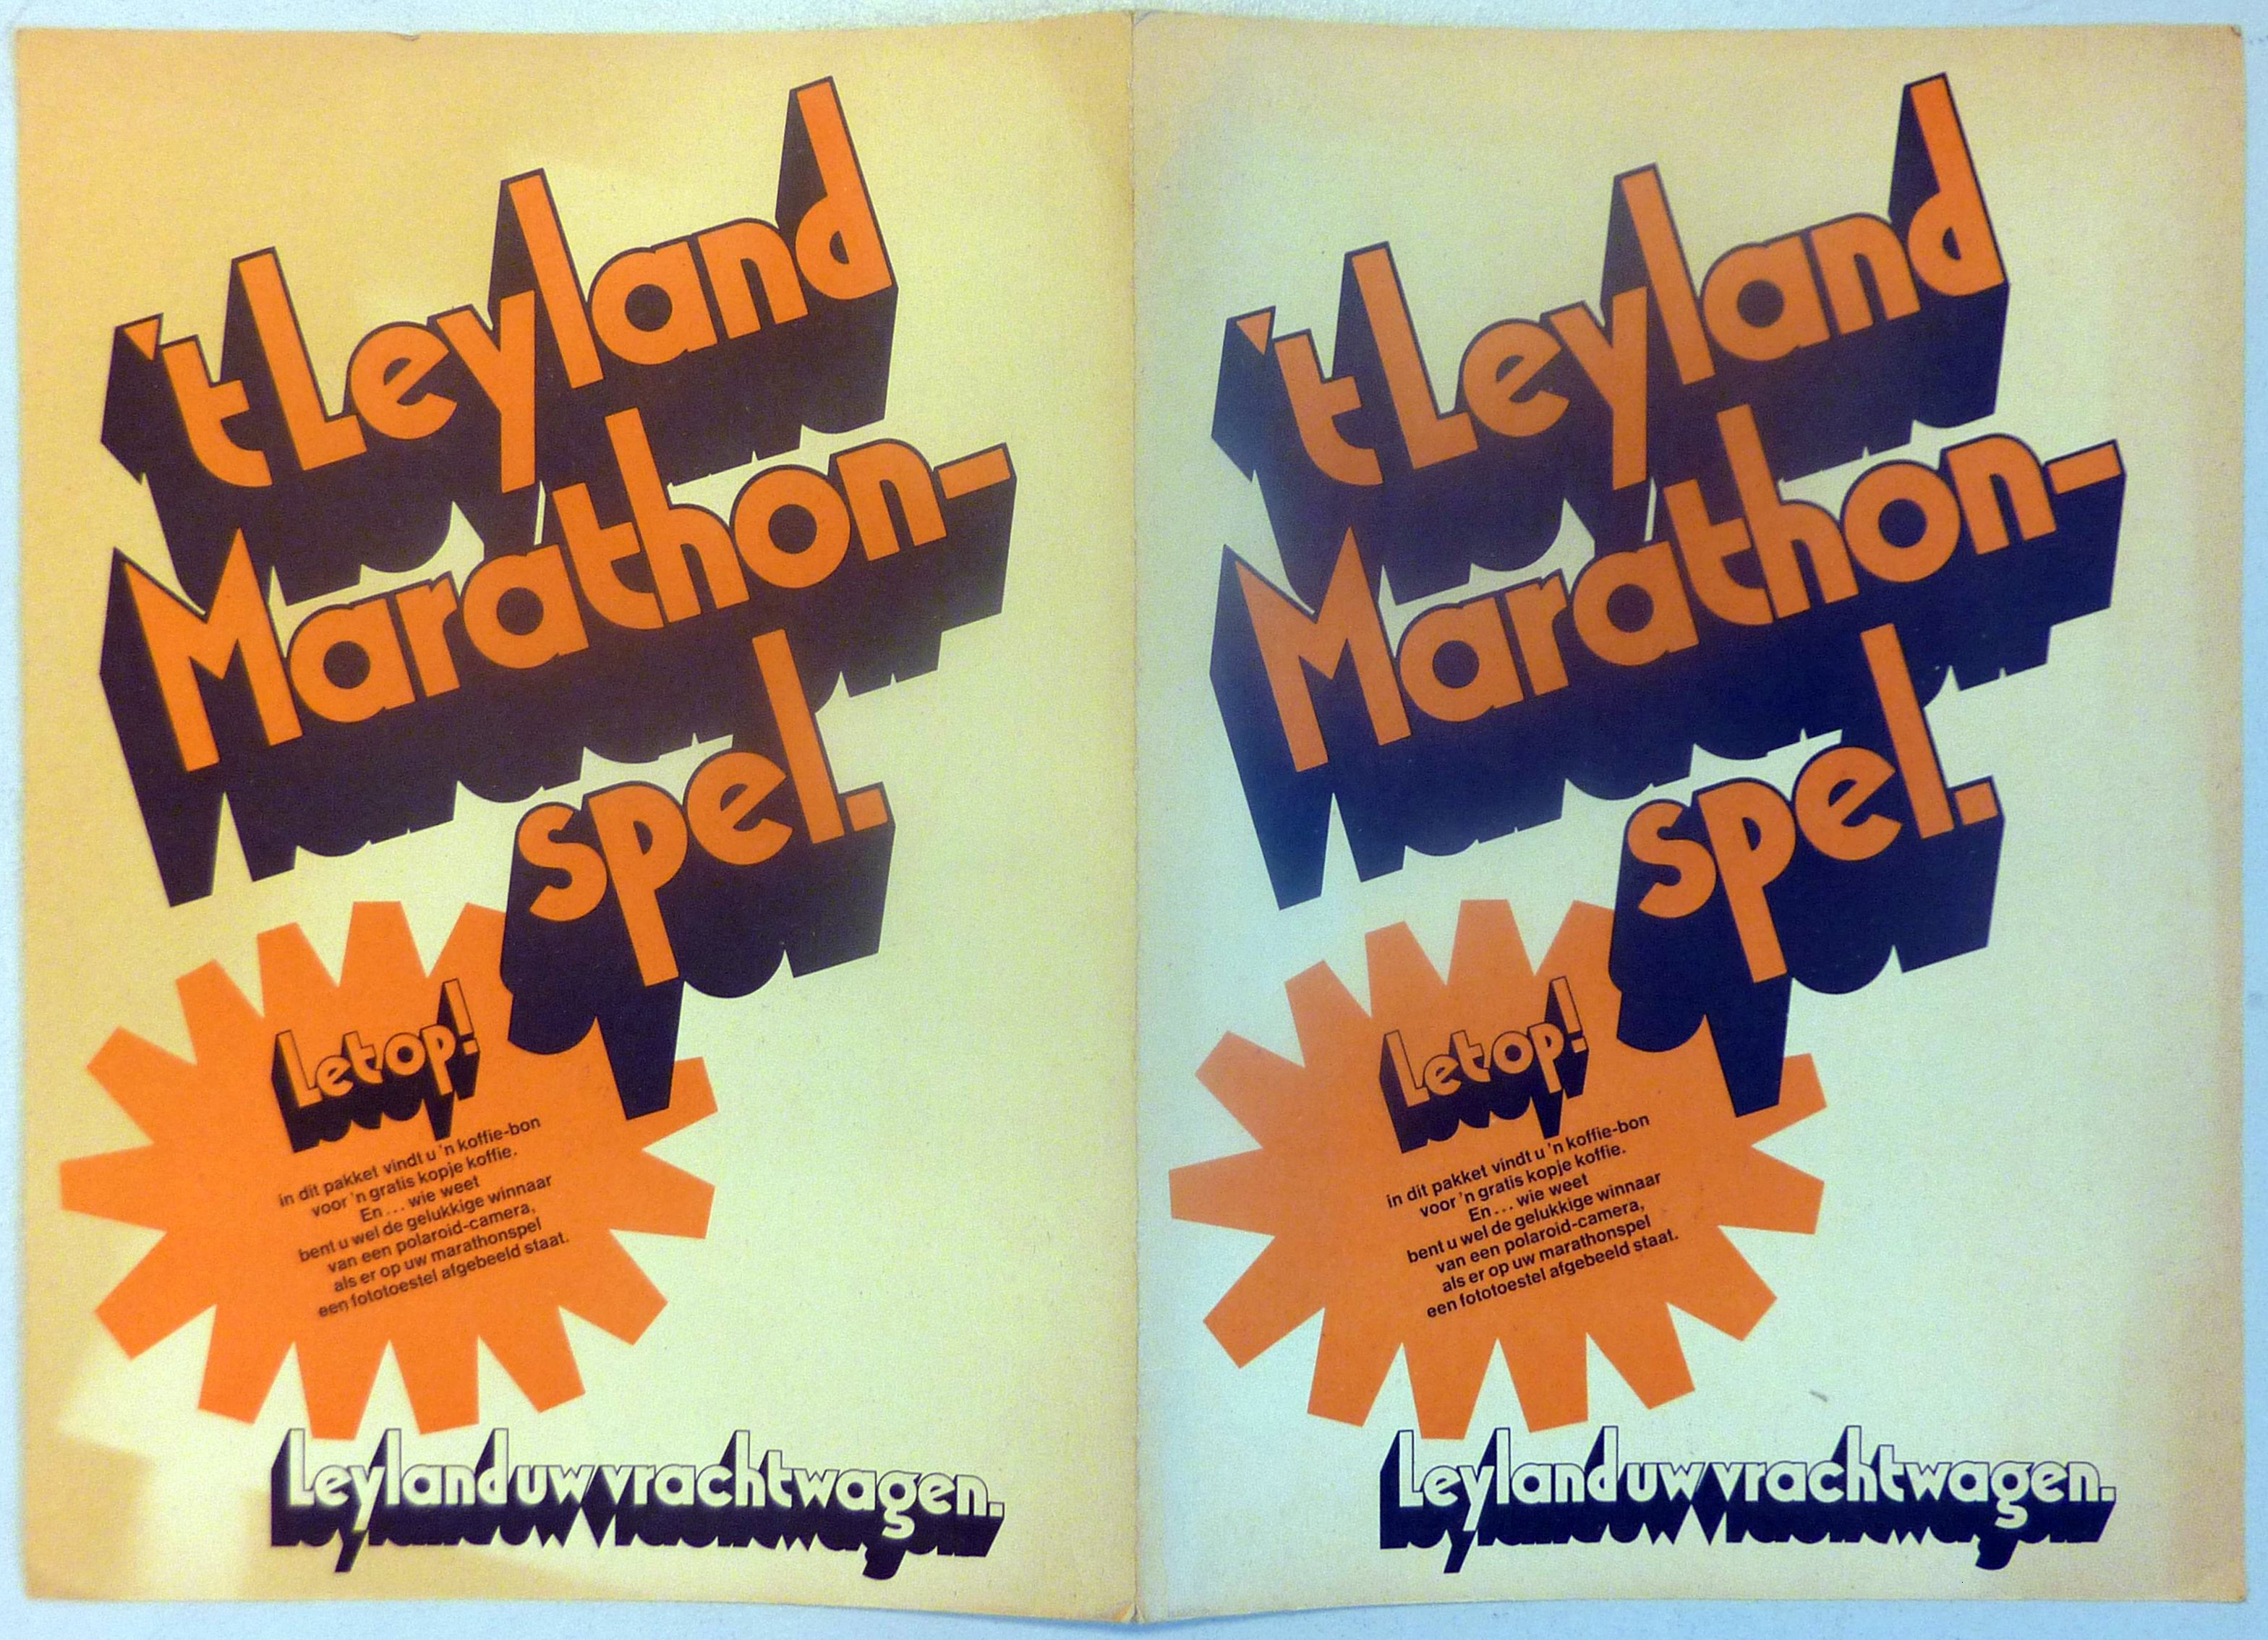 't Leyland
Marathon-
spel.
Let op!
in dit pakket vindt u 'n koffie-bon
voor 'n gratis kopje koffie.
En... wie weet
bent u wel de gelukkige winnaar
van een polaroid-camera,
als er op uw marathonspel
een fototoestel afgebeeld staat.
Leyland uw vrachtwagen.
't Leyland
Marathon-
spel.
Let op!
in dit pakket vindt u 'n koffie-bon
voor 'n gratis kopje koffie.
En... wie weet
bent u wel de gelukkige winnaar
van een polaroid-camera,
als er op uw marathonspel
een fototoestel afgebeeld staat.
Leyland uw vrachtwagen.